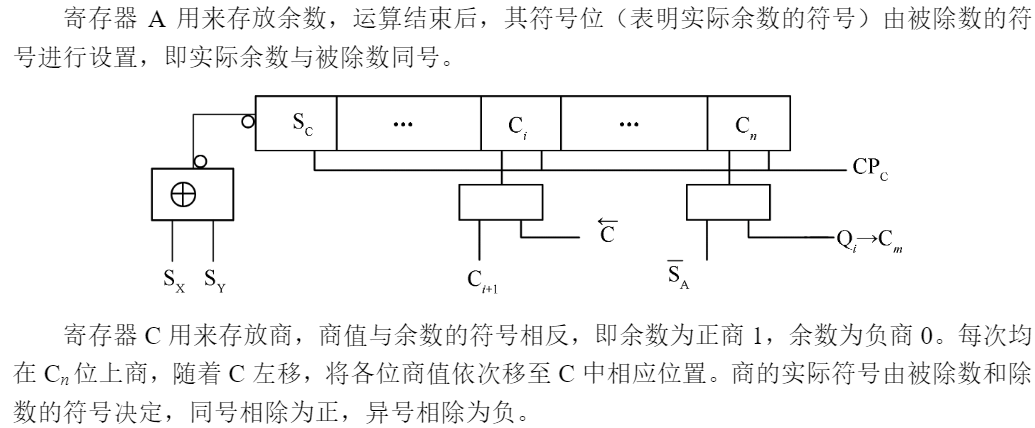 寄存器 A 用来存放余数，运算结束后，其符号位（表明实际余数的符号）由被除数的符
号进行设置，即实际余数与被除数同号。
S_C ··· C_i ··· C_n
CP_C
⊕
S_X S_Y C_{i+1} ←C S̅_A Q_i→C_m
寄存器 C 用来存放商，商值与余数的符号相反，即余数为正商 1，余数为负商 0。每次均
在 C_n 位上商，随着 C 左移，将各位商值依次移至 C 中相应位置。商的实际符号由被除数和除
数的符号决定，同号相除为正，异号相除为负。